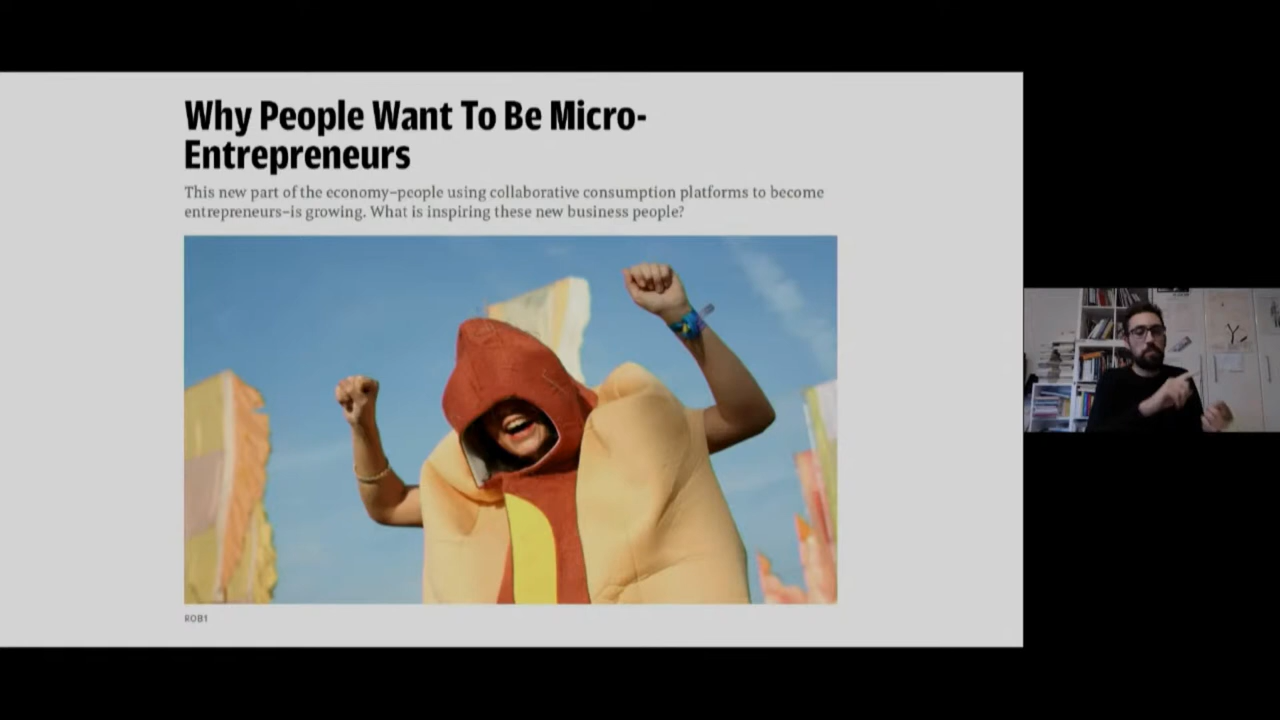 Why People Want To Be Micro-
Entrepreneurs
This new part of the economy–people using collaborative consumption platforms to become
entrepreneurs–is growing. What is inspiring these new business people?
ROB1